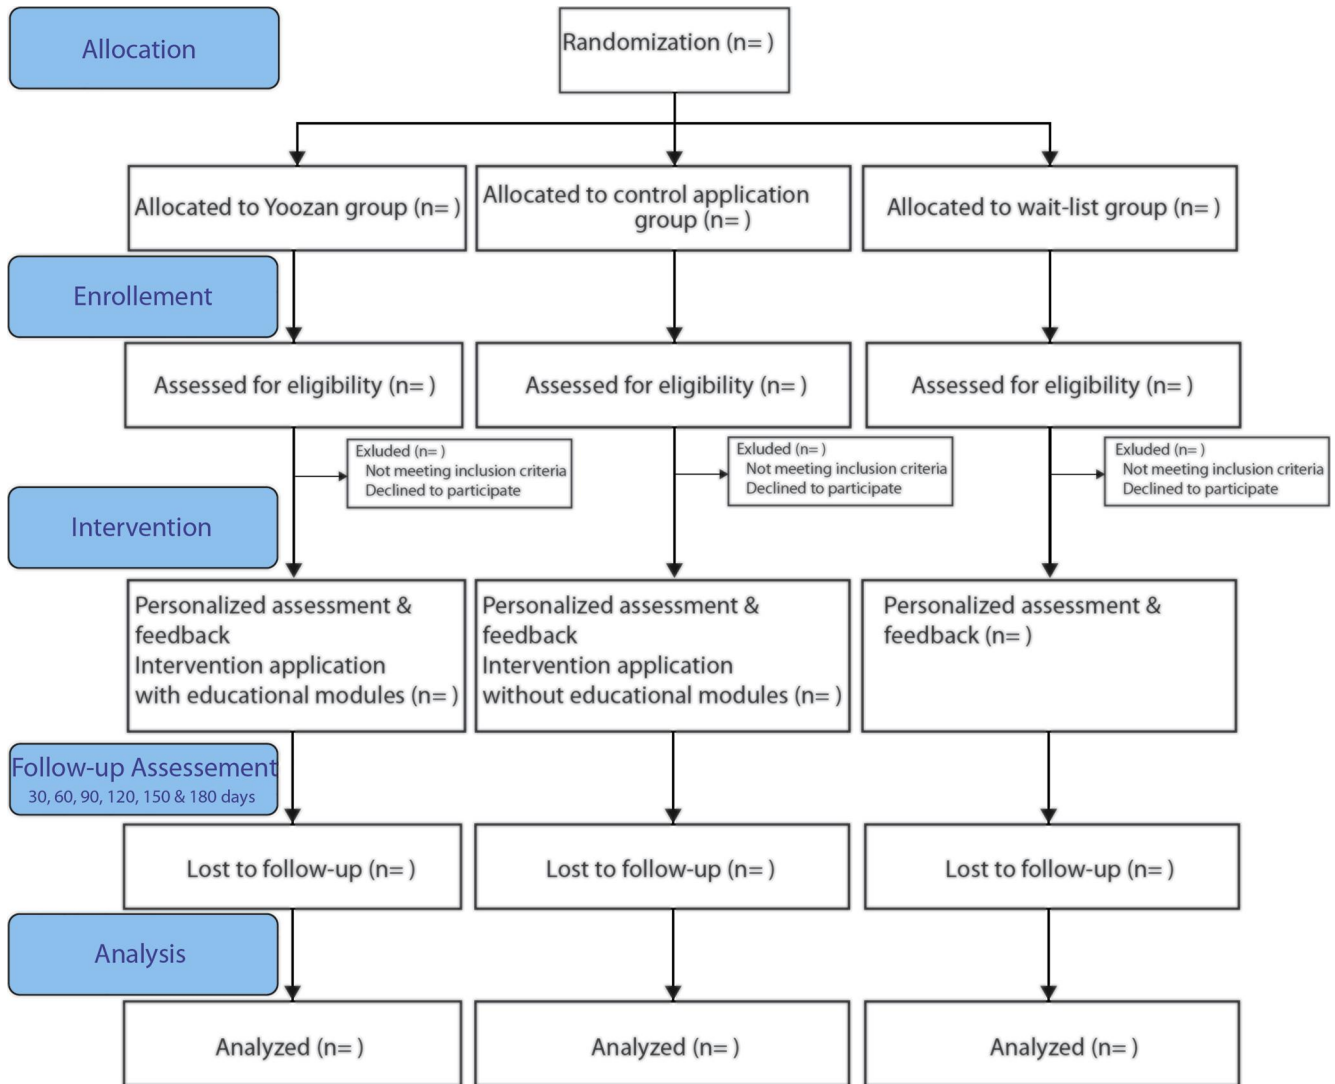 Allocation
Randomization (n= )
Allocated to Yoozan group (n= )
Allocated to control application
group (n= )
Allocated to wait-list group (n= )
Enrollement
Assessed for eligibility (n= )
Assessed for eligibility (n= )
Assessed for eligibility (n= )
Exluded (n= )
Not meeting inclusion criteria
Declined to participate
Exluded (n= )
Not meeting inclusion criteria
Declined to participate
Exluded (n= )
Not meeting inclusion criteria
Declined to participate
Intervention
Personalized assessment &
feedback
Intervention application
with educational modules (n= )
Personalized assessment &
feedback
Intervention application
without educational modules (n= )
Personalized assessment &
feedback (n= )
Follow-up Assessement
30, 60, 90, 120, 150 & 180 days
Lost to follow-up (n= )
Lost to follow-up (n= )
Lost to follow-up (n= )
Analysis
Analyzed (n= )
Analyzed (n= )
Analyzed (n= )